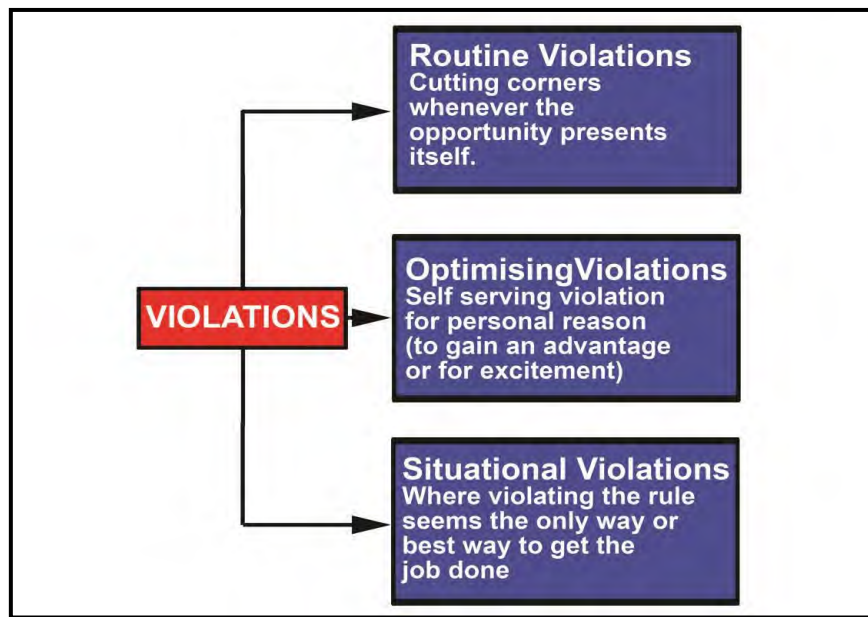 Routine Violations
Cutting corners
whenever the
opportunity presents
itself.
VIOLATIONS
OptimisingViolations
Self serving violation
for personal reason
(to gain an advantage
or for excitement)
Situational Violations
Where violating the rule
seems the only way or
best way to get the
job done